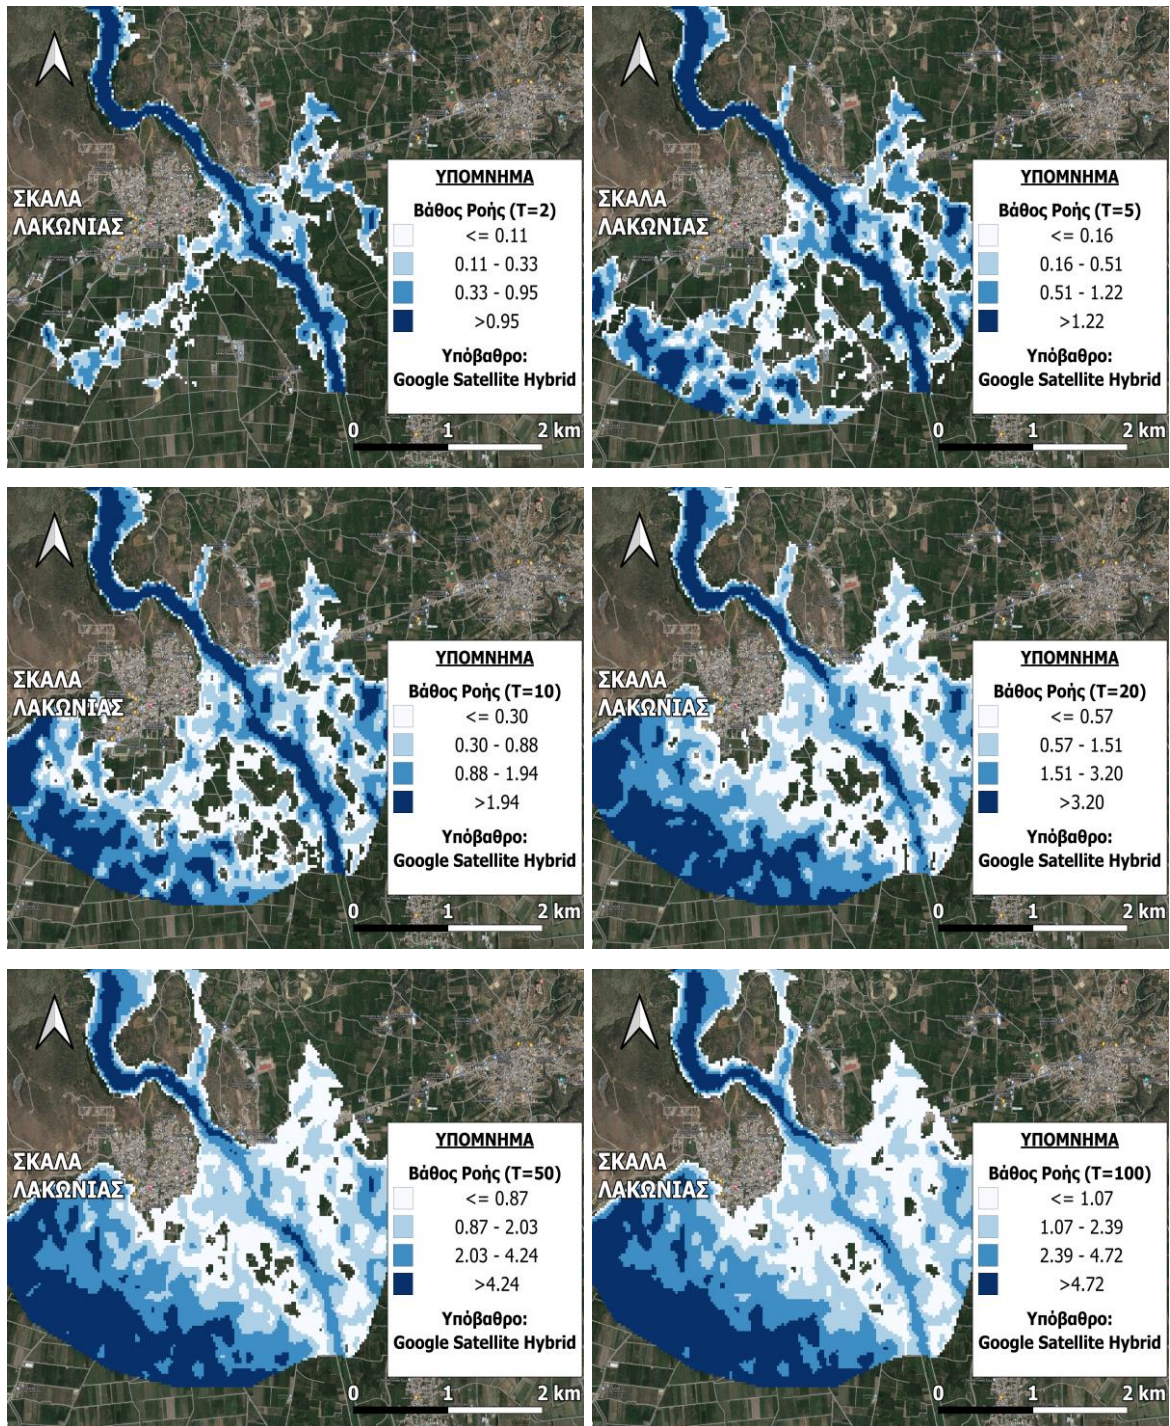 ΣΚΑΛΑ
ΛΑΚΩΝΙΑΣ
ΥΠΟΜΝΗΜΑ
Βάθος Ροής (T=2)
<= 0.11
0.11 - 0.33
0.33 - 0.95
>0.95
Υπόβαθρο:
Google Satellite Hybrid
0 1 2 km
ΣΚΑΛΑ
ΛΑΚΩΝΙΑΣ
ΥΠΟΜΝΗΜΑ
Βάθος Ροής (T=5)
<= 0.16
0.16 - 0.51
0.51 - 1.22
>1.22
Υπόβαθρο:
Google Satellite Hybrid
0 1 2 km
ΣΚΑΛΑ
ΛΑΚΩΝΙΑΣ
ΥΠΟΜΝΗΜΑ
Βάθος Ροής (T=10)
<= 0.30
0.30 - 0.88
0.88 - 1.94
>1.94
Υπόβαθρο:
Google Satellite Hybrid
0 1 2 km
ΣΚΑΛΑ
ΛΑΚΩΝΙΑΣ
ΥΠΟΜΝΗΜΑ
Βάθος Ροής (T=20)
<= 0.57
0.57 - 1.51
1.51 - 3.20
>3.20
Υπόβαθρο:
Google Satellite Hybrid
0 1 2 km
ΣΚΑΛΑ
ΛΑΚΩΝΙΑΣ
ΥΠΟΜΝΗΜΑ
Βάθος Ροής (T=50)
<= 0.87
0.87 - 2.03
2.03 - 4.24
>4.24
Υπόβαθρο:
Google Satellite Hybrid
0 1 2 km
ΣΚΑΛΑ
ΛΑΚΩΝΙΑΣ
ΥΠΟΜΝΗΜΑ
Βάθος Ροής (T=100)
<= 1.07
1.07 - 2.39
2.39 - 4.72
>4.72
Υπόβαθρο:
Google Satellite Hybrid
0 1 2 km